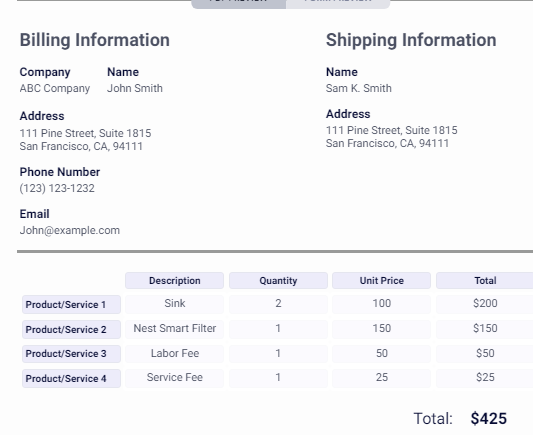 PDF PREVIEW FORM PREVIEW
Billing Information
Company Name
ABC Company John Smith
Address
111 Pine Street, Suite 1815
San Francisco, CA, 94111
Phone Number
(123) 123-1232
Email
John@example.com
Shipping Information
Name
Sam K. Smith
Address
111 Pine Street, Suite 1815
San Francisco, CA, 94111
Description Quantity Unit Price Total
Product/Service 1 Sink 2 100 $200
Product/Service 2 Nest Smart Filter 1 150 $150
Product/Service 3 Labor Fee 1 50 $50
Product/Service 4 Service Fee 1 25 $25
Total: $425